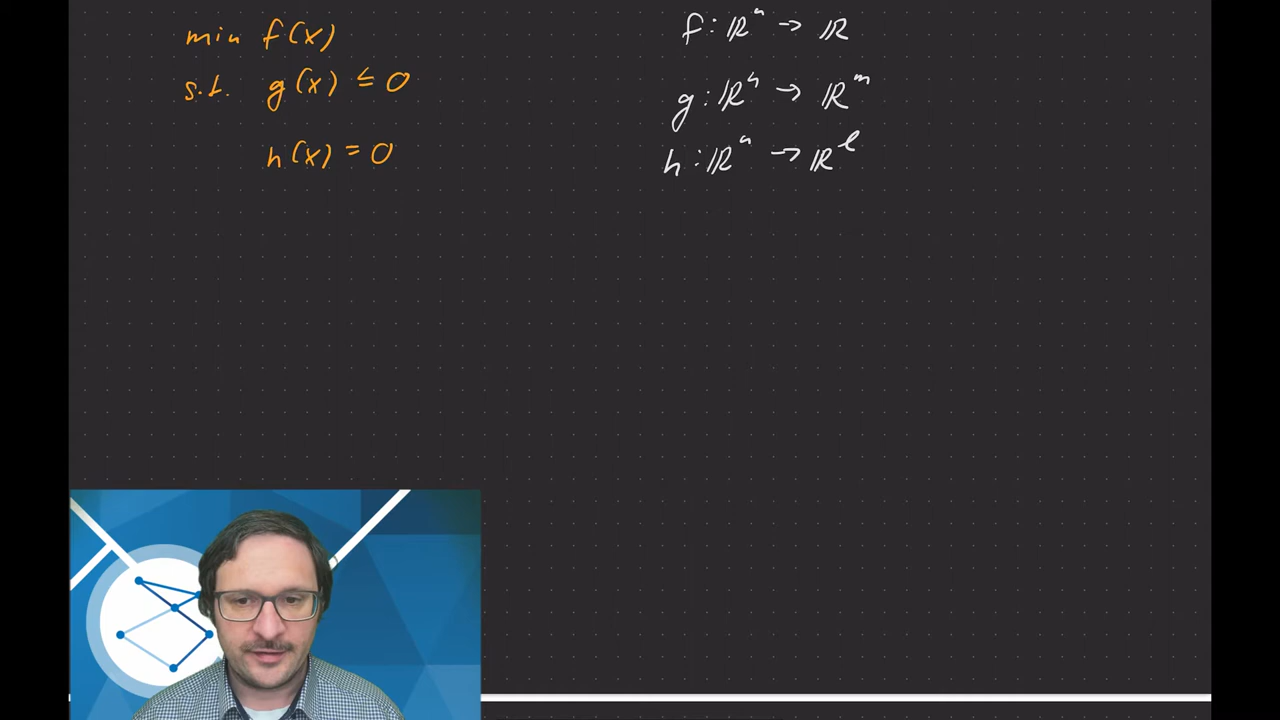 min f(x)
s.t. g(x) ≤ 0
h(x) = 0
f : ℝⁿ → ℝ
g : ℝⁿ → ℝᵐ
h : ℝⁿ → ℝˡ